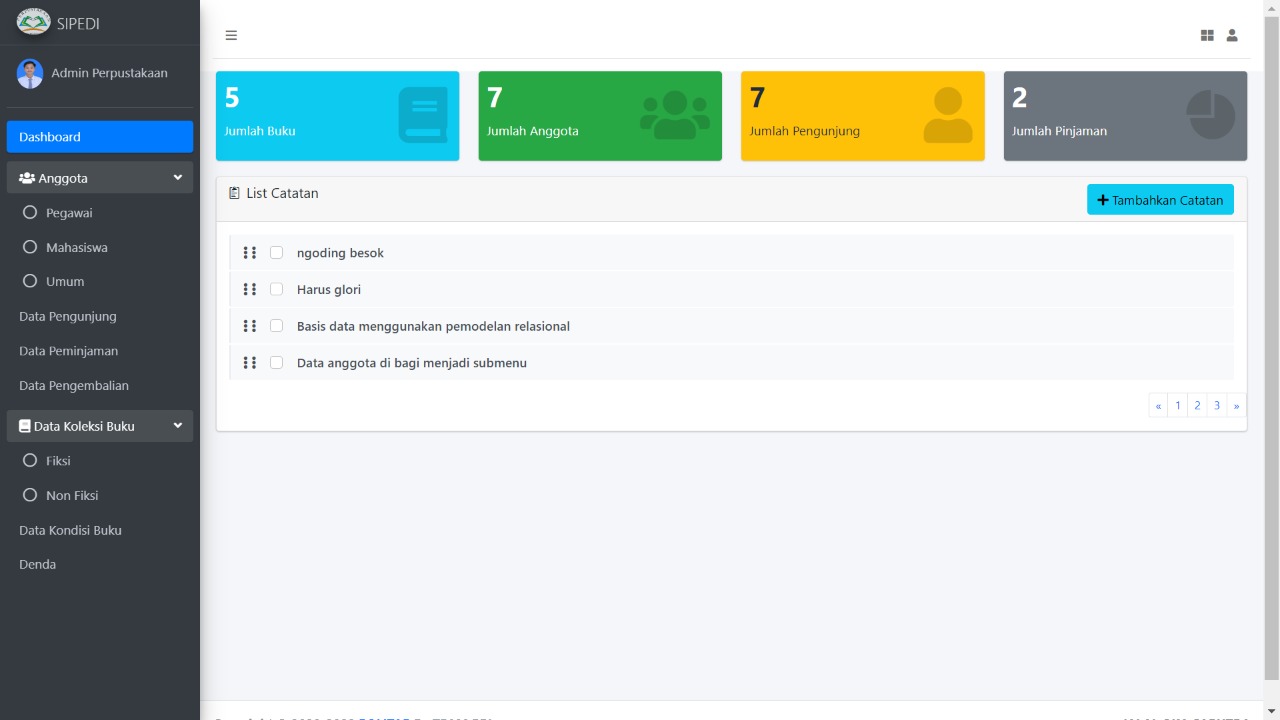 SIPEDI
Admin Perpustakaan
Dashboard
Anggota
Pegawai
Mahasiswa
Umum
Data Pengunjung
Data Peminjaman
Data Pengembalian
Data Koleksi Buku
Fiksi
Non Fiksi
Data Kondisi Buku
Denda
5
Jumlah Buku
7
Jumlah Anggota
7
Jumlah Pengunjung
2
Jumlah Pinjaman
List Catatan
Tambahkan Catatan
ngoding besok
Harus glori
Basis data menggunakan pemodelan relasional
Data anggota di bagi menjadi submenu
« 1 2 3 »